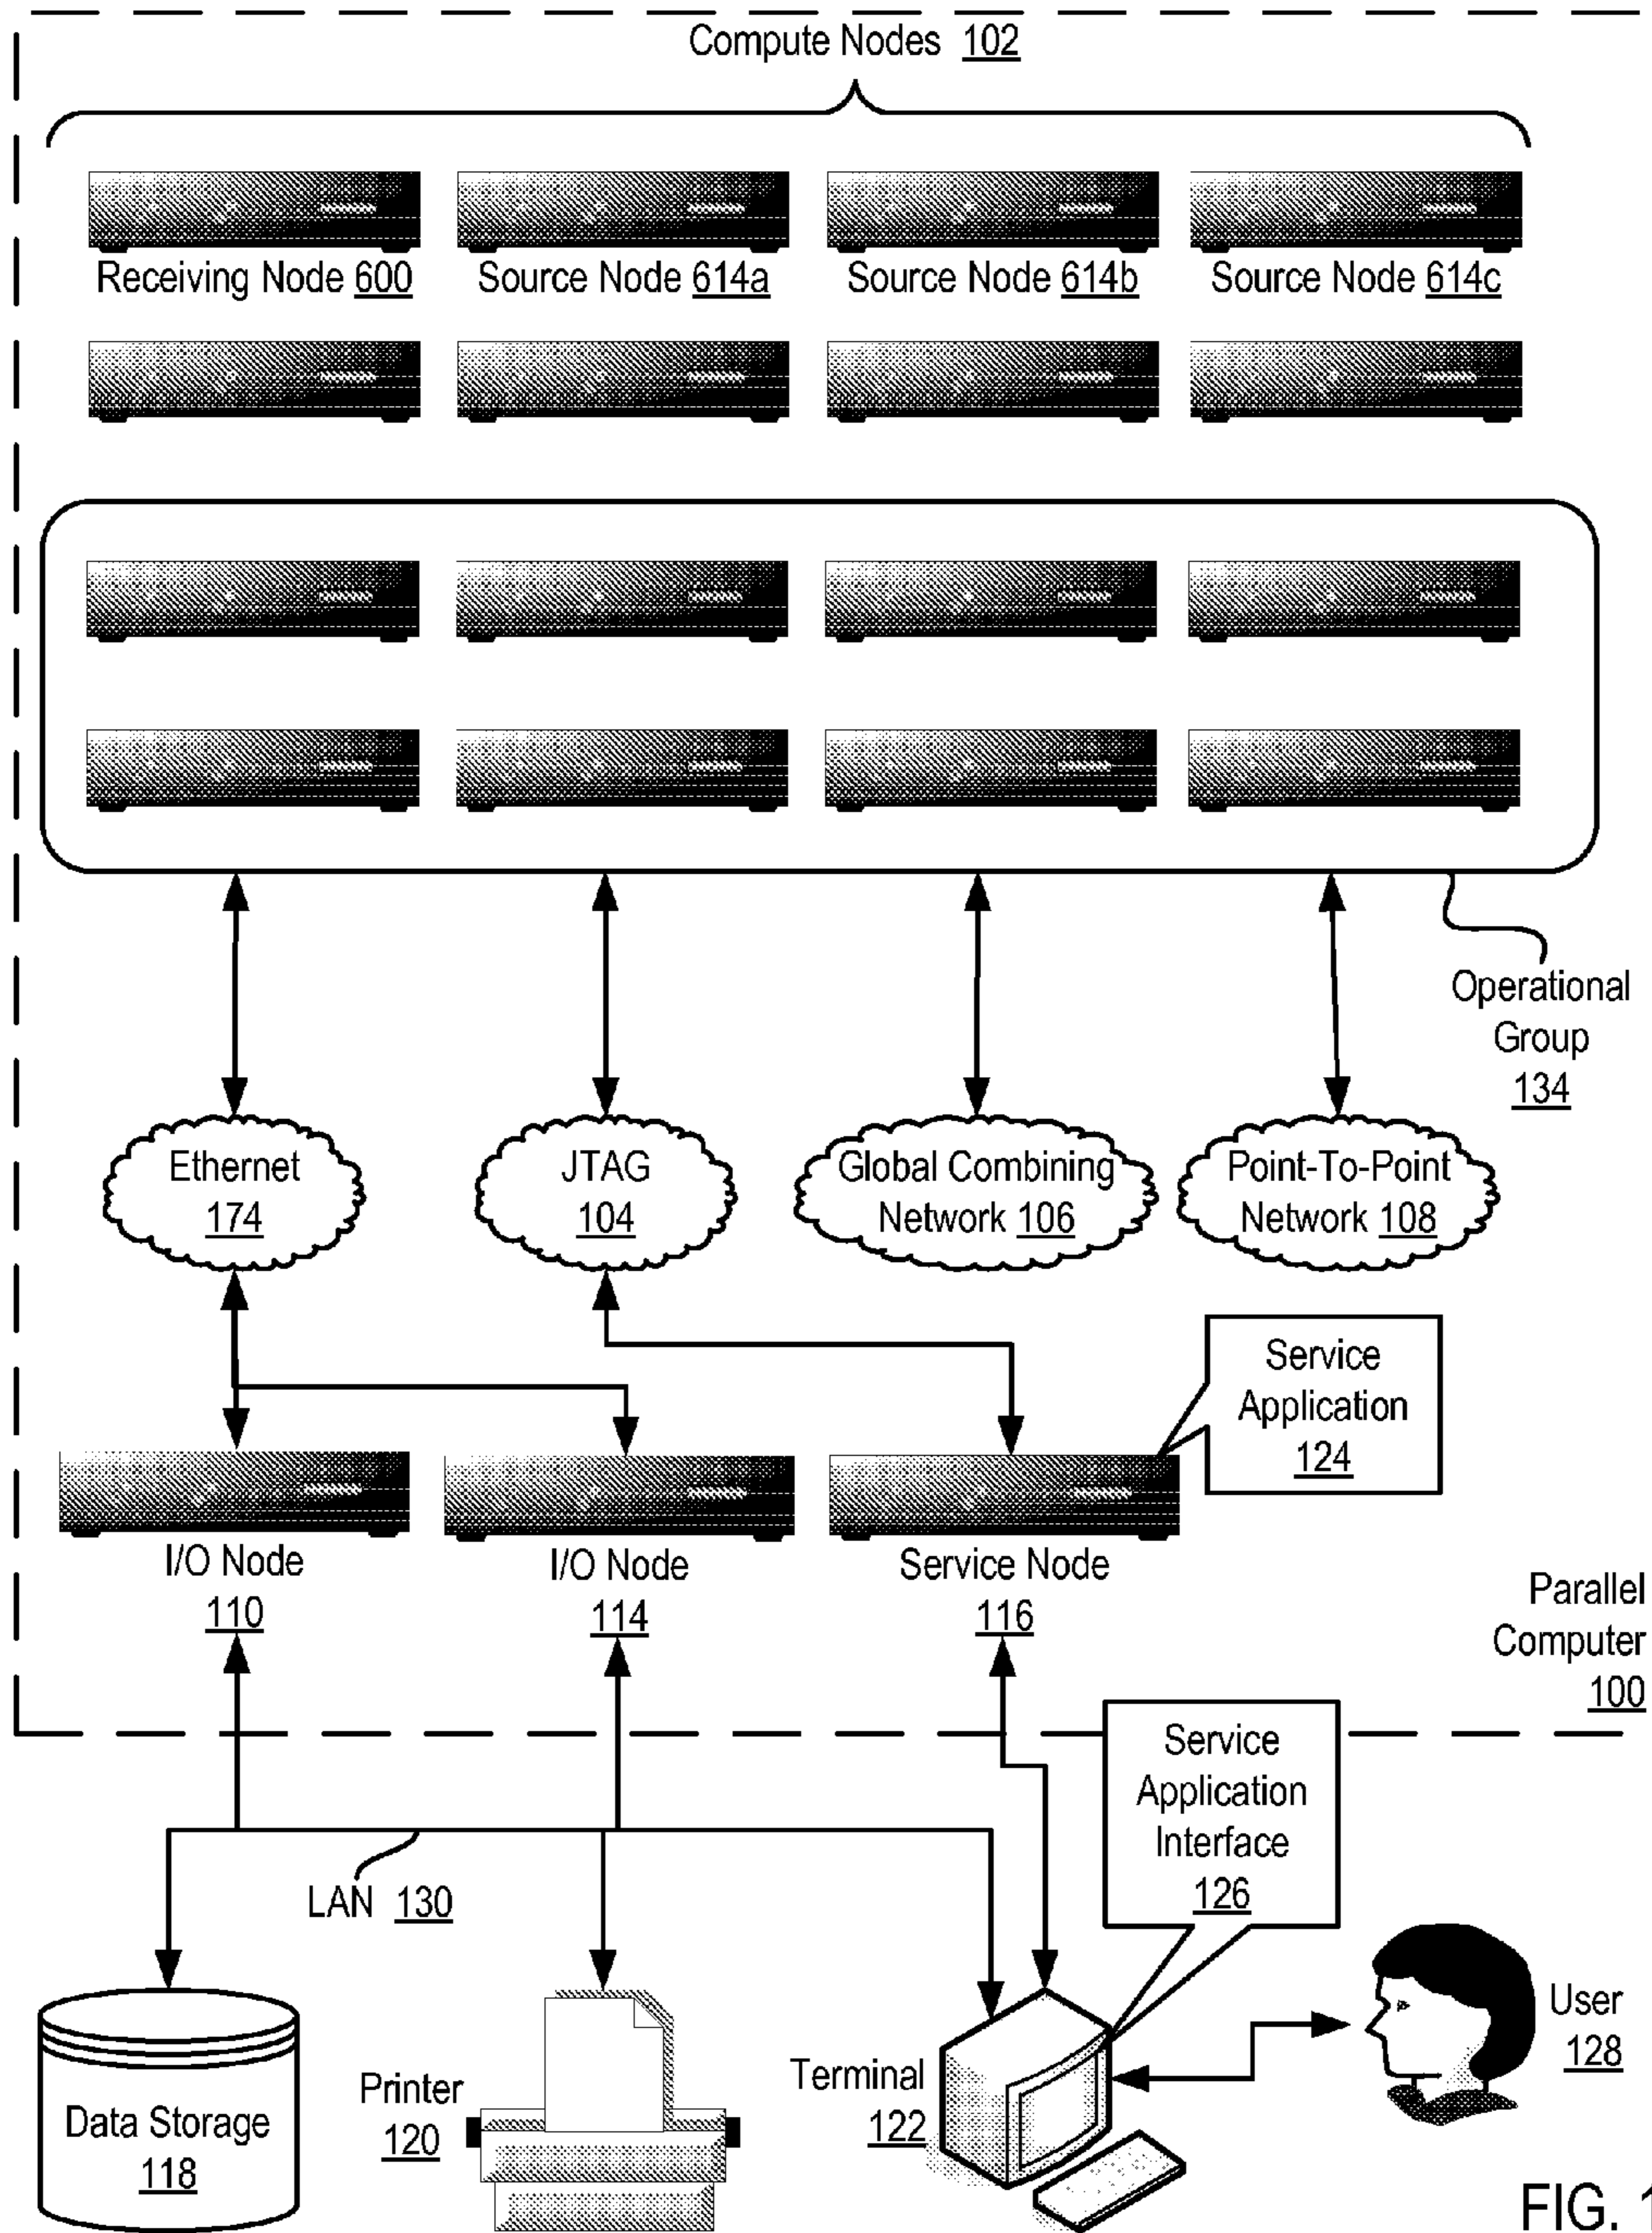 Compute Nodes 102
Receiving Node 600
Source Node 614a
Source Node 614b
Source Node 614c
Operational
Group
134
Ethernet
174
JTAG
104
Global Combining
Network 106
Point-To-Point
Network 108
Service
Application
124
I/O Node
110
I/O Node
114
Service Node
116
Parallel
Computer
100
Service
Application
Interface
126
LAN 130
Data Storage
118
Printer
120
Terminal
122
User
128
FIG. 1